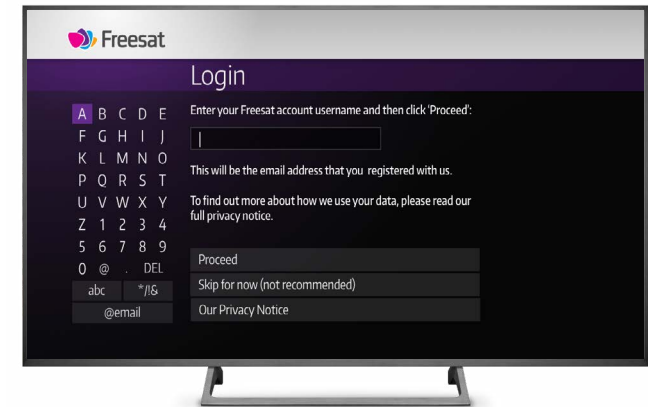 Freesat
Login
A B C D E
F G H I J
K L M N O
P Q R S T
U V W X Y
Z 1 2 3 4
5 6 7 8 9
0 @ . DEL
abc */!&
@email
Enter your Freesat account username and then click 'Proceed':
This will be the email address that you registered with us.
To find out more about how we use your data, please read our
full privacy notice.
Proceed
Skip for now (not recommended)
Our Privacy Notice